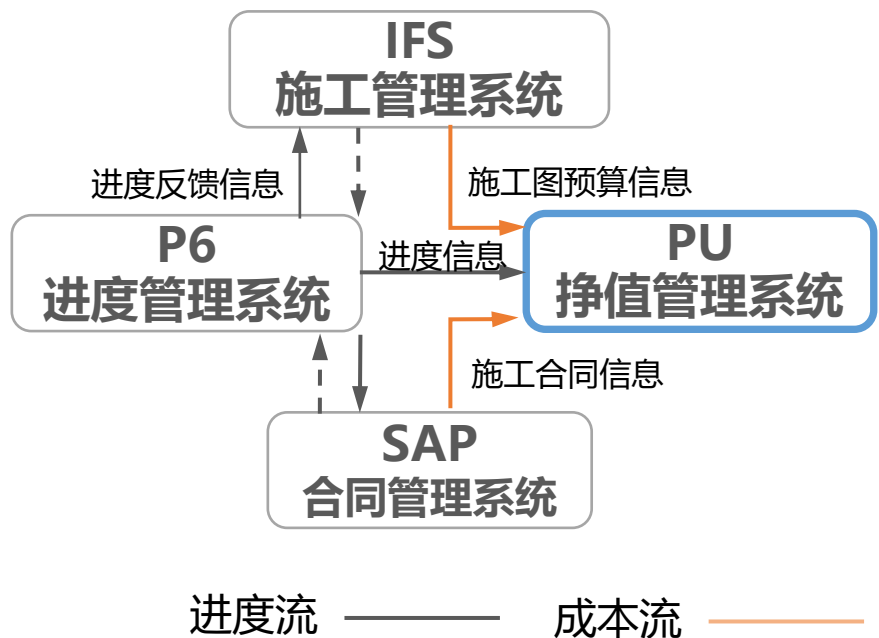 IFS
施工管理系统
进度反馈信息
施工图预算信息
P6
进度管理系统
进度信息
PU
挣值管理系统
施工合同信息
SAP
合同管理系统
进度流
成本流